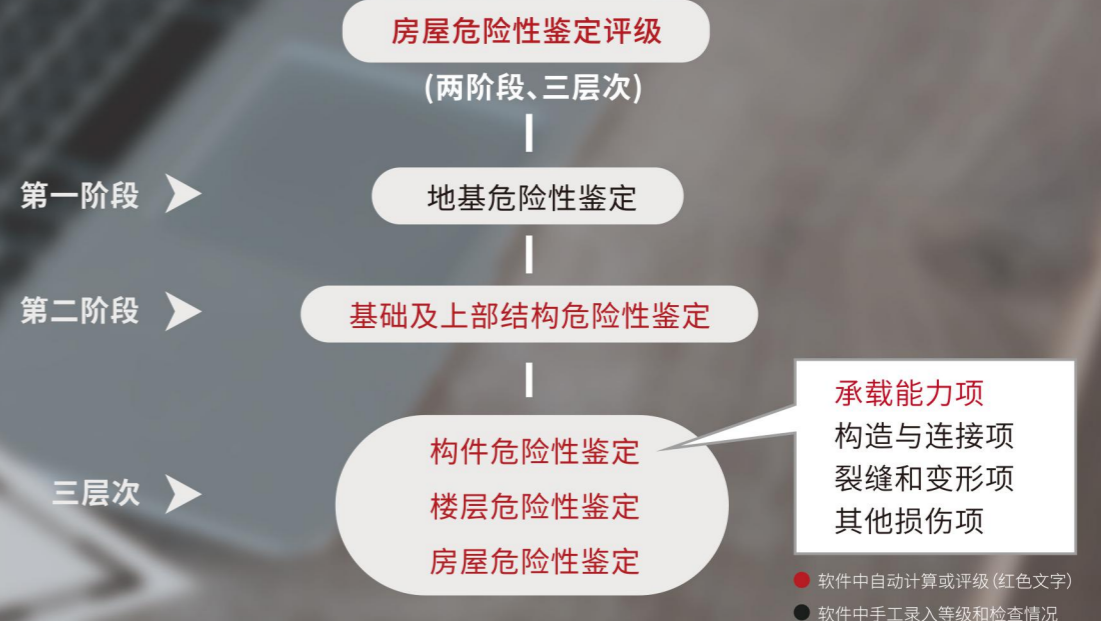 房屋危险性鉴定评级
(两阶段、三层次)
第一阶段
地基危险性鉴定
第二阶段
基础及上部结构危险性鉴定
三层次
构件危险性鉴定
楼层危险性鉴定
房屋危险性鉴定
承载能力项
构造与连接项
裂缝和变形项
其他损伤项
软件中自动计算或评级(红色文字)
软件中手工录入等级和检查情况